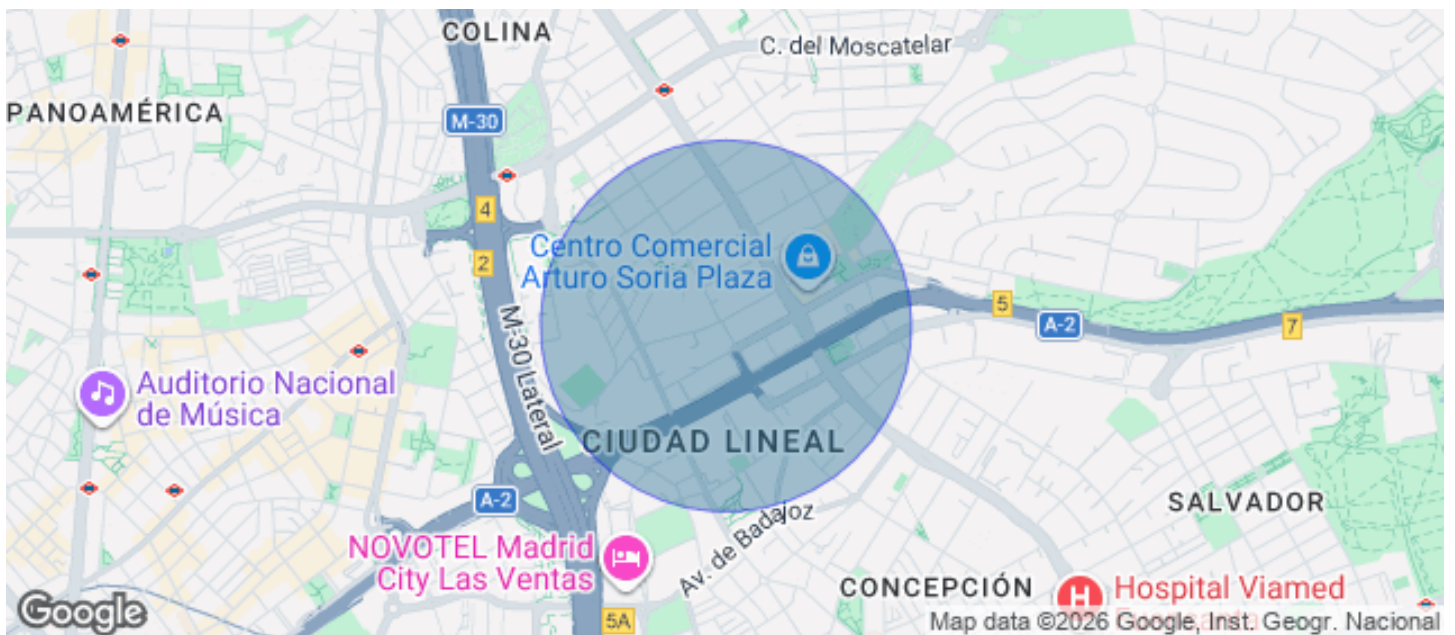 COLINA
C. del Moscatelar
PANOAMÉRICA
M-30
4
2
Centro Comercial
Arturo Soria Plaza
M-30 Lateral
5
A-2
7
Auditorio Nacional
de Música
CIUDAD LINEAL
A-2
SALVADOR
Av. de Badajoz
NOVOTEL Madrid
City Las Ventas
CONCEPCIÓN
H
Hospital Viamed
5A
Google
Map data ©2026 Google, Inst. Geogr. Nacional